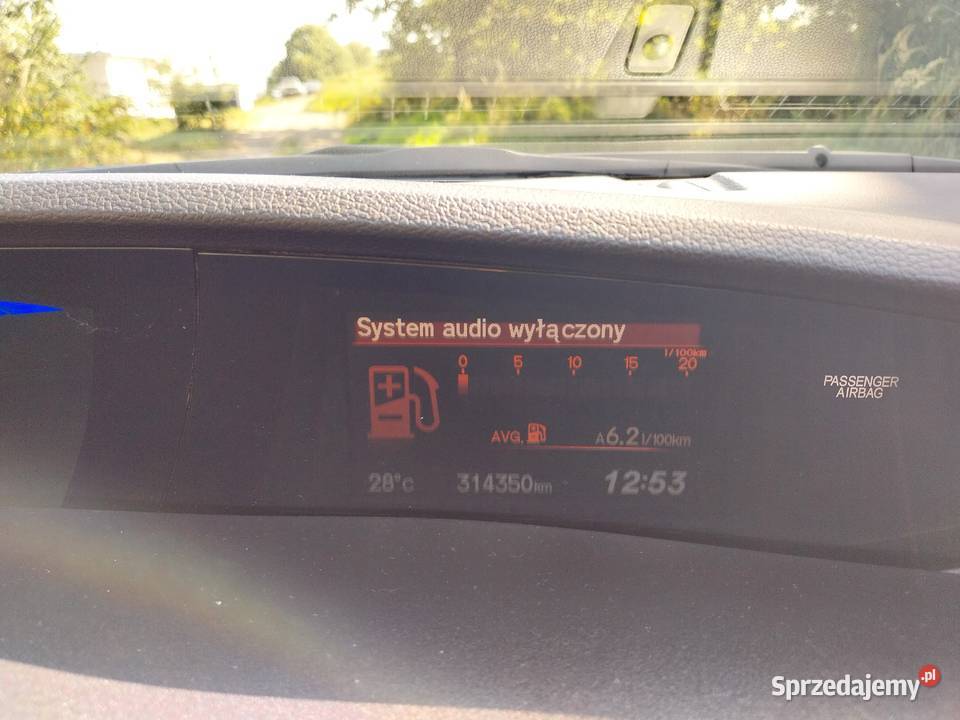 System audio wyłączony
l/100km
0 5 10 15 20
PASSENGER
AIRBAG
AVG. A6.2l/100km
28°c 314350km 12:53
Sprzedajemy.pl